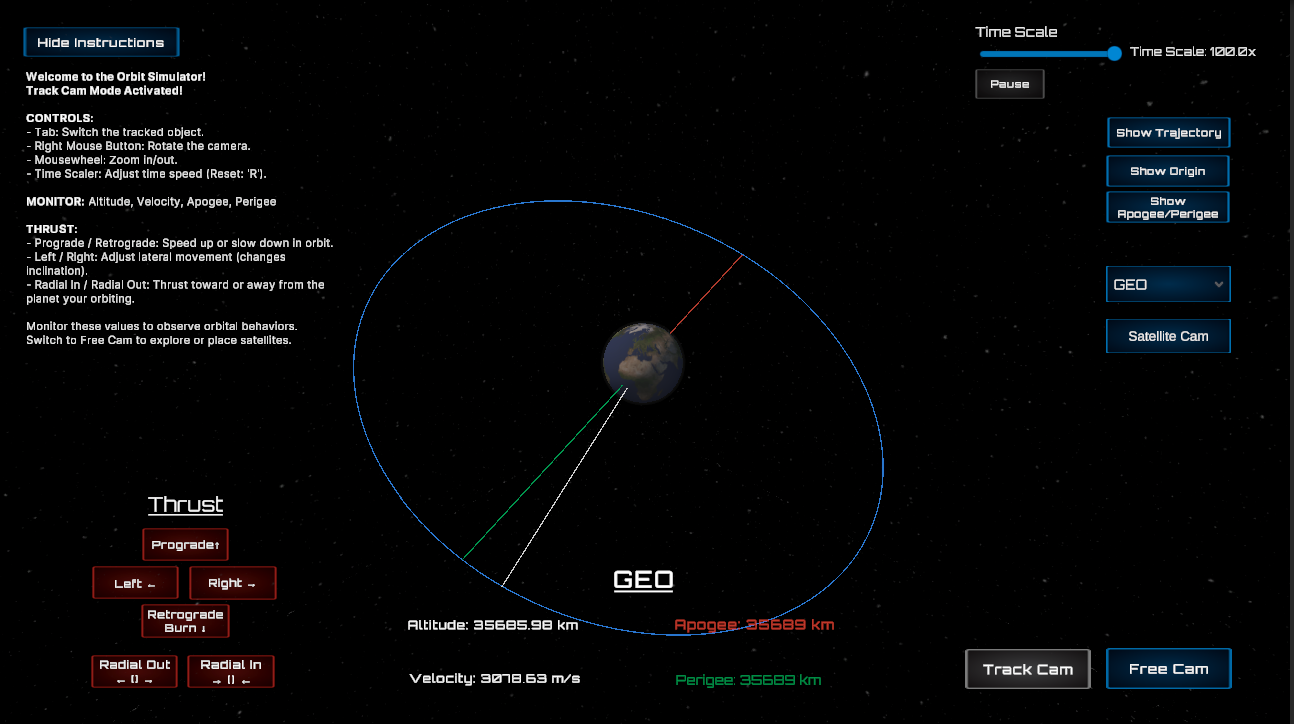 Hide Instructions
Welcome to the Orbit Simulator!
Track Cam Mode Activated!
CONTROLS:
- Tab: Switch the tracked object.
- Right Mouse Button: Rotate the camera.
- Mousewheel: Zoom in/out.
- Time Scaler: Adjust time speed (Reset: 'R').
MONITOR: Altitude, Velocity, Apogee, Perigee
THRUST:
- Prograde / Retrograde: Speed up or slow down in orbit.
- Left / Right: Adjust lateral movement (changes
inclination).
- Radial In / Radial Out: Thrust toward or away from the
planet your orbiting.
Monitor these values to observe orbital behaviors.
Switch to Free Cam to explore or place satellites.
Time Scale
Time Scale: 100.0x
Pause
Show Trajectory
Show Origin
Show
Apogee/Perigee
GEO
Satellite Cam
Thrust
Prograde↑
Left ←
Right →
Retrograde
Burn ↓
Radial Out
← [] →
Radial In
→ [] ←
GEO
Altitude: 35685.98 km
Apogee: 35689 km
Velocity: 3078.63 m/s
Perigee: 35689 km
Track Cam
Free Cam